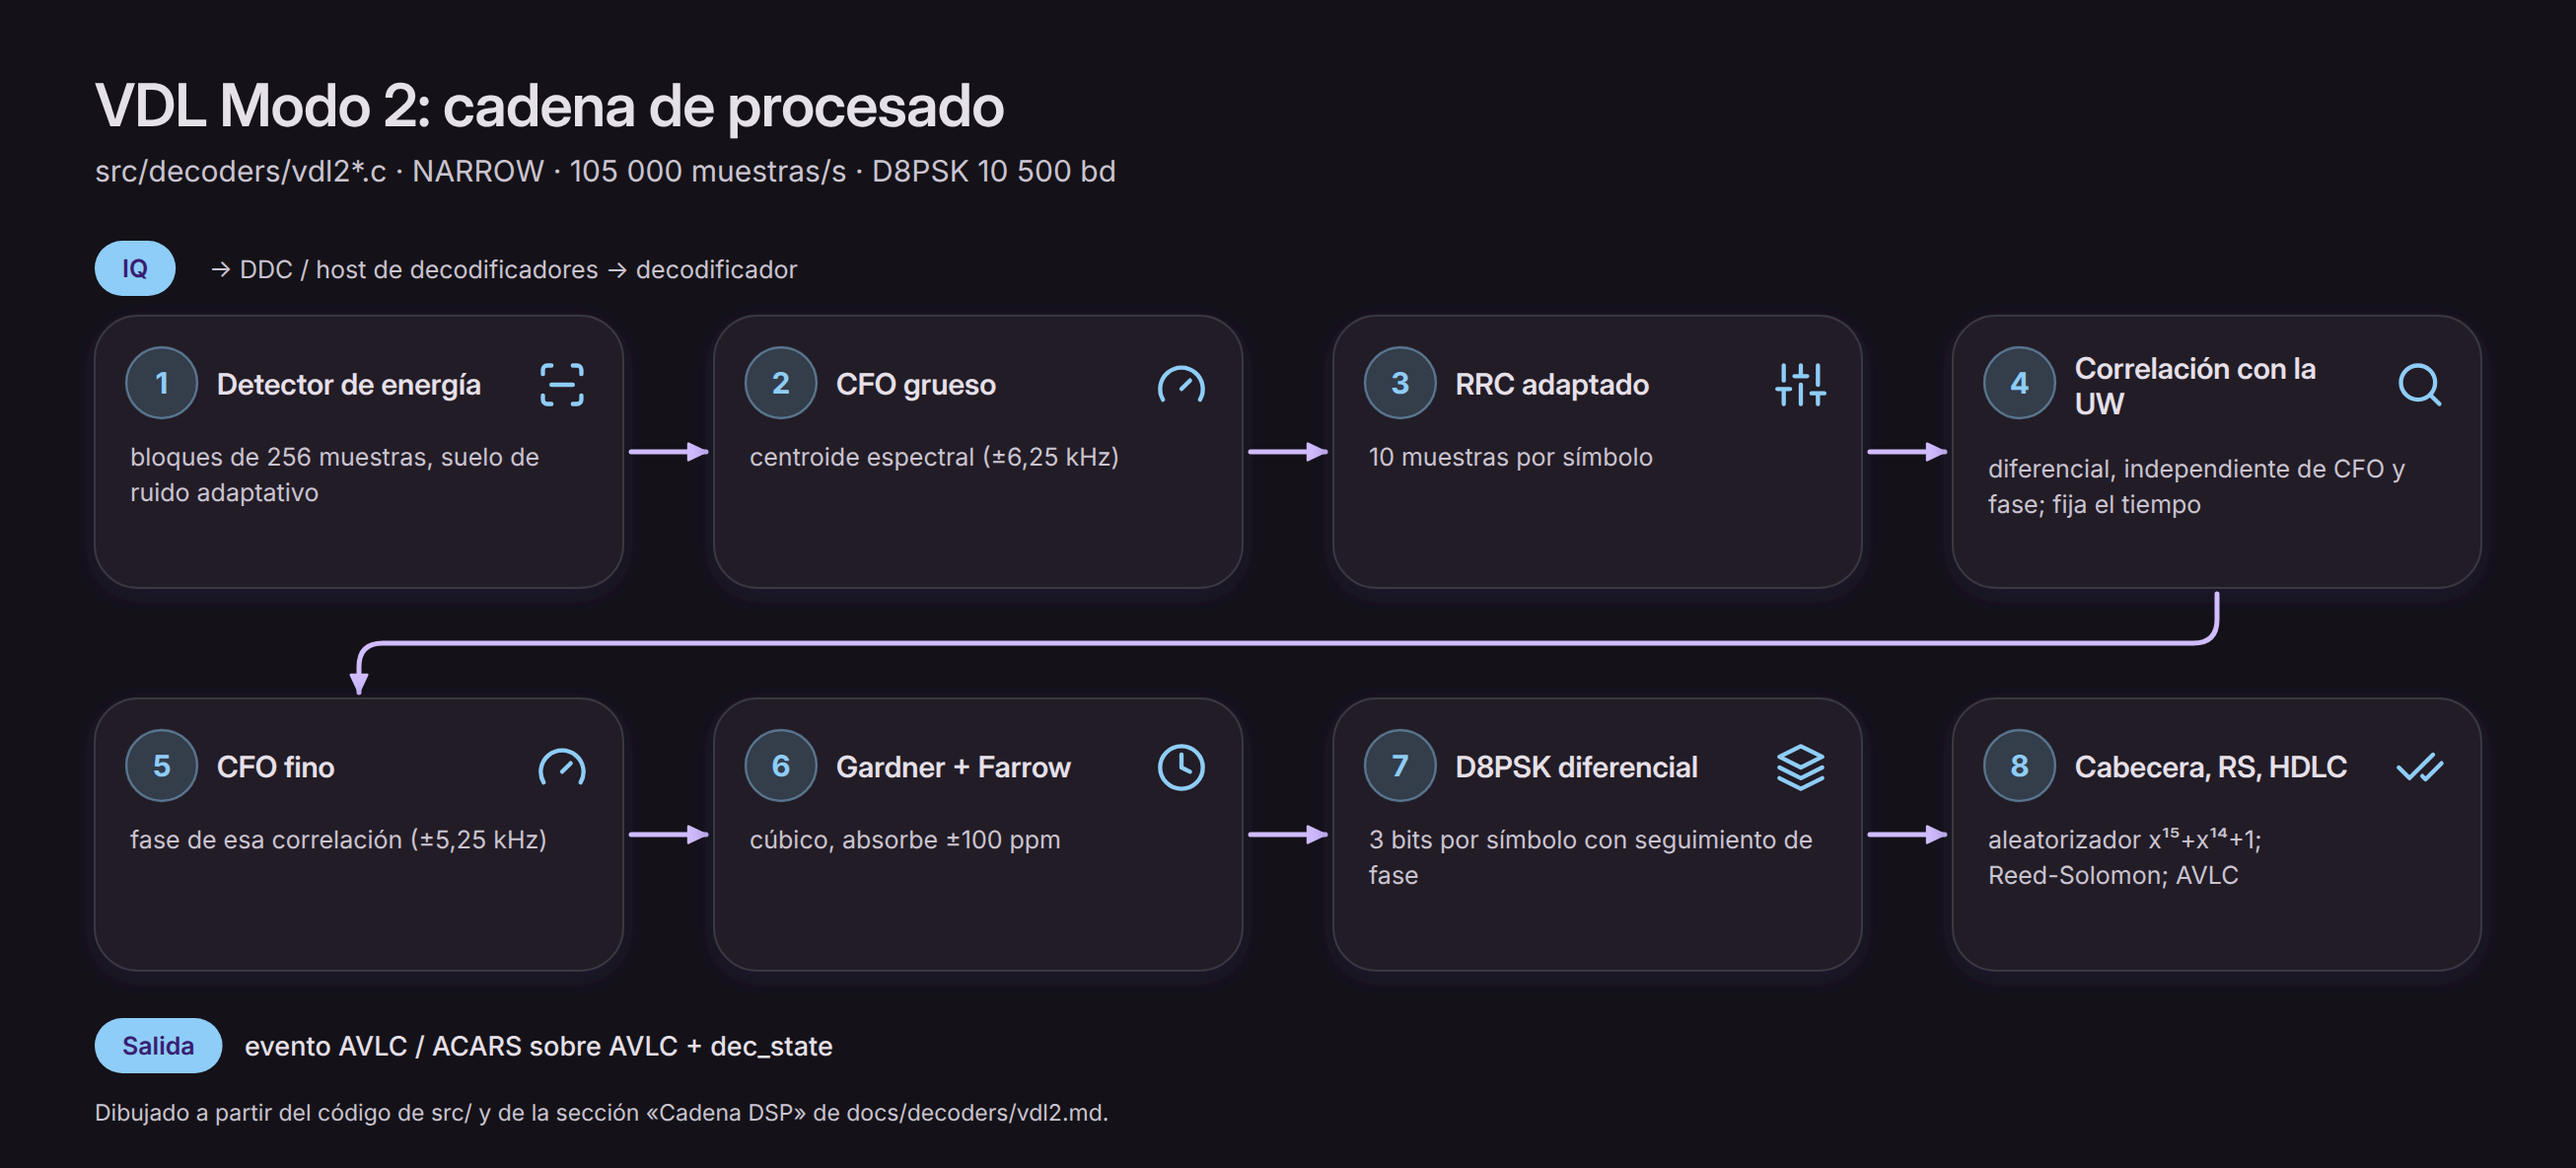 VDL Modo 2: cadena de procesado
src/decoders/vdl2*.c · NARROW · 105 000 muestras/s · D8PSK 10 500 bd
IQ → DDC / host de decodificadores → decodificador
1 Detector de energía
bloques de 256 muestras, suelo de
ruido adaptativo
2 CFO grueso
centroide espectral (±6,25 kHz)
3 RRC adaptado
10 muestras por símbolo
4 Correlación con la
UW
diferencial, independiente de CFO y
fase; fija el tiempo
5 CFO fino
fase de esa correlación (±5,25 kHz)
6 Gardner + Farrow
cúbico, absorbe ±100 ppm
7 D8PSK diferencial
3 bits por símbolo con seguimiento de
fase
8 Cabecera, RS, HDLC
aleatorizador x¹⁵+x¹⁴+1;
Reed-Solomon; AVLC
Salida evento AVLC / ACARS sobre AVLC + dec_state
Dibujado a partir del código de src/ y de la sección «Cadena DSP» de docs/decoders/vdl2.md.